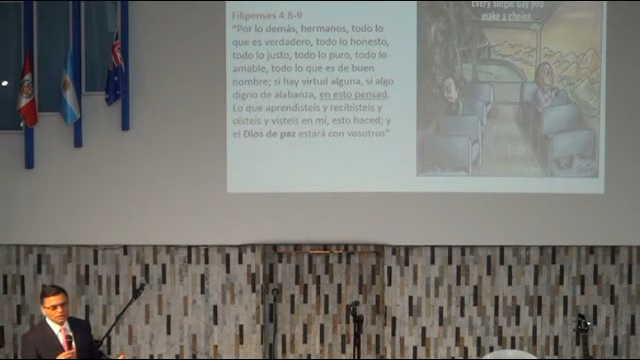 Filipenses 4:8-9
“Por lo demás, hermanos, todo lo
que es verdadero, todo lo honesto,
todo lo justo, todo lo puro, todo lo
amable, todo lo que es de buen
nombre; si hay virtud alguna, si algo
digno de alabanza, en esto pensad.
Lo que aprendisteis y recibisteis y
oísteis y visteis en mí, esto haced; y
el Dios de paz estará con vosotros”
Every single day you
make a choice.